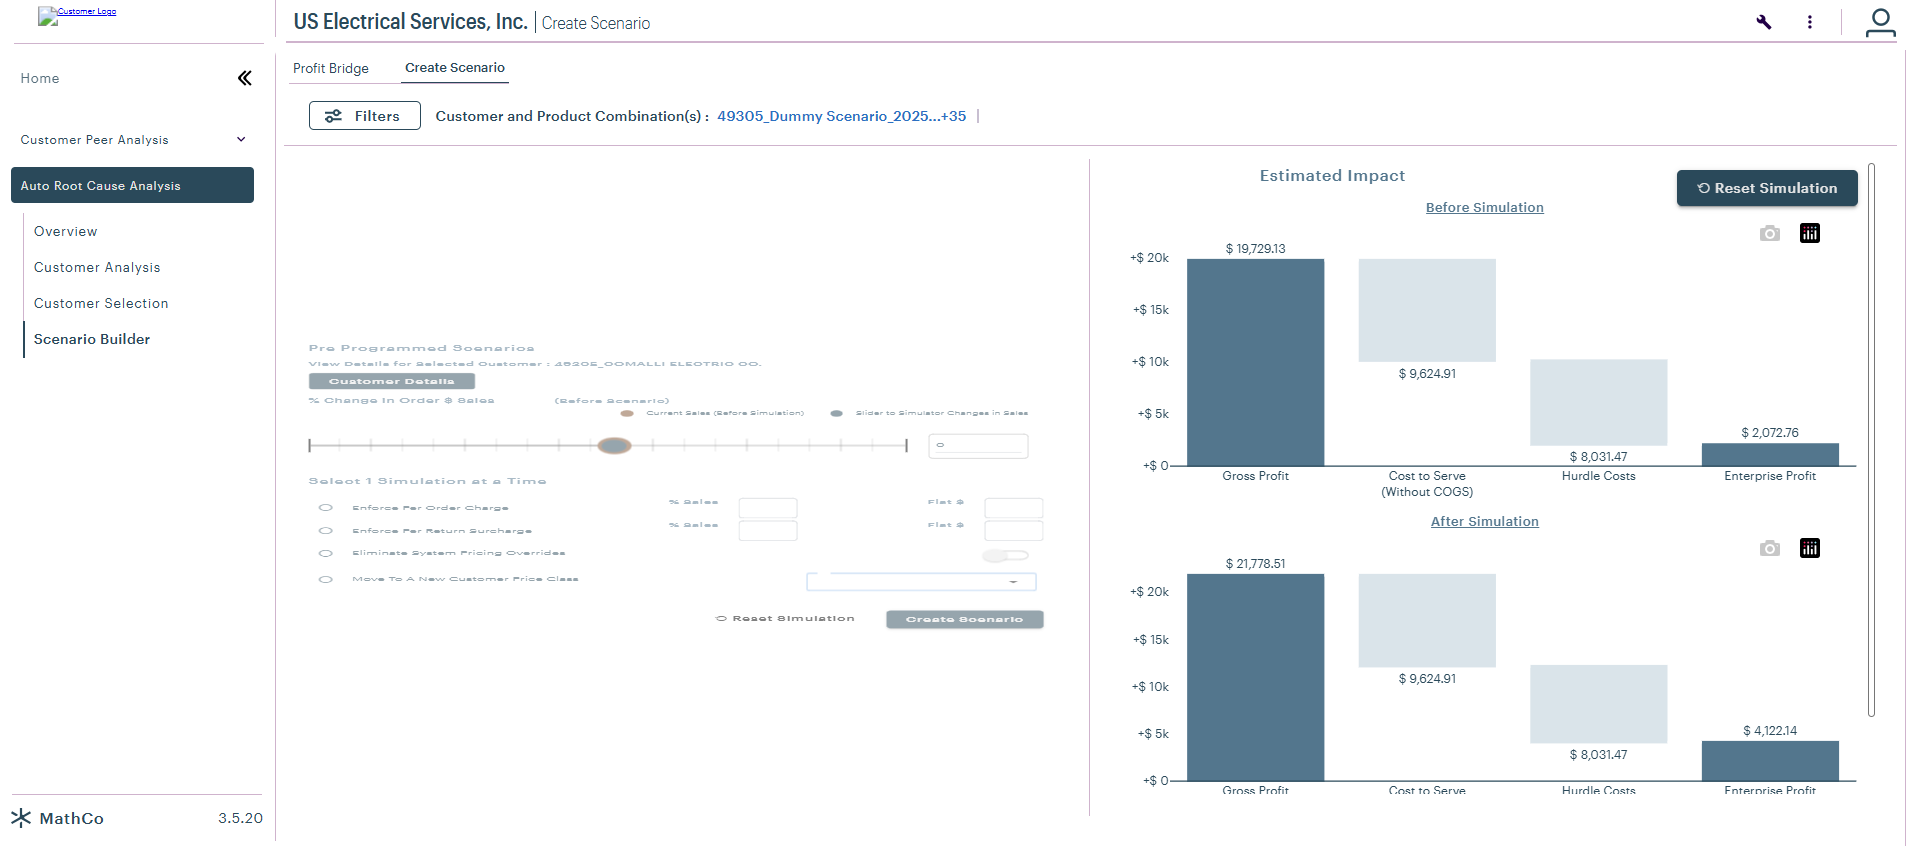 Customer Logo
US Electrical Services, Inc. | Create Scenario
Home
Customer Peer Analysis
Auto Root Cause Analysis
Overview
Customer Analysis
Customer Selection
Scenario Builder
MathCo
3.5.20
Profit Bridge
Create Scenario
Filters
Customer and Product Combination(s) : 49305_Dummy Scenario_2025...+35 |
Pre Programmed Scenarios
View Details for Selected Customer : 49305_COMALLI ELECTRIC CO.
Customer Details
% Change In Order $ Sales (Before Scenario)
Current Sales (Before Simulation) Slider to Simulator Changes in Sales
0
Select 1 Simulation at a Time
Enforce Per Order Charge % Sales Flat $
Enforce Per Return Surcharge % Sales Flat $
Eliminate System Pricing Overrides
Move To A New Customer Price Class
Reset Simulation
Create Scenario
Estimated Impact
Reset Simulation
Before Simulation
$ 19,729.13
+$ 20k
+$ 15k
+$ 10k
$ 9,624.91
+$ 5k
$ 2,072.76
$ 8,031.47
+$ 0
Gross Profit
Cost to Serve
(Without COGS)
Hurdle Costs
Enterprise Profit
After Simulation
$ 21,778.51
+$ 20k
+$ 15k
+$ 10k
$ 9,624.91
+$ 5k
$ 4,122.14
$ 8,031.47
+$ 0
Gross Profit
Cost to Serve
Hurdle Costs
Enterprise Profit